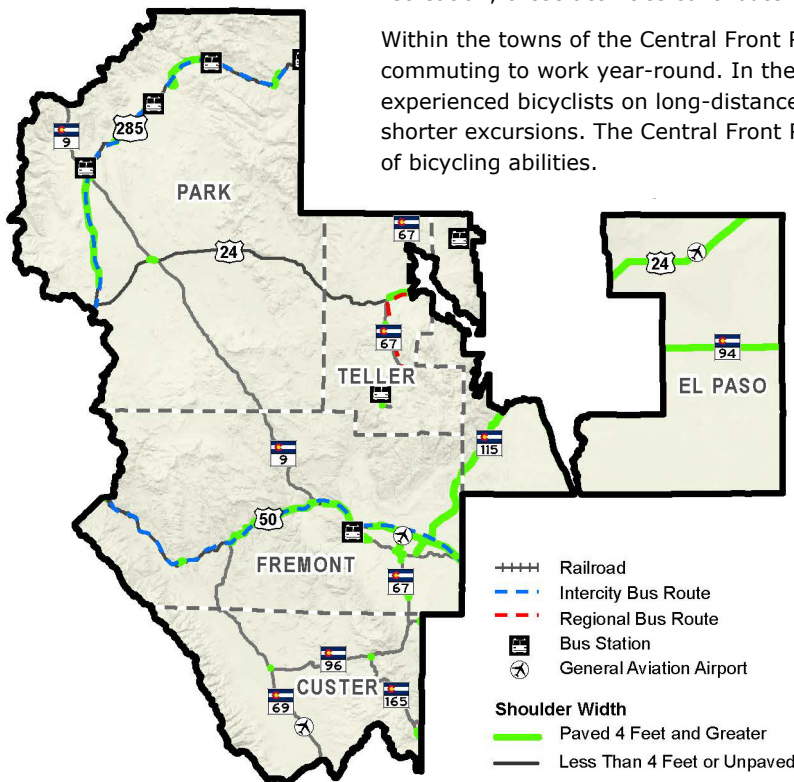 Within the towns of the Central Front
commuting to work year-round. In the
experienced bicyclists on long-distance
shorter excursions. The Central Front
of bicycling abilities.
285
9
PARK
67
24
24
67
94
TELLER
EL PASO
115
9
50
FREMONT
67
96
CUSTER
69
165
Railroad
Intercity Bus Route
Regional Bus Route
Bus Station
General Aviation Airport
Shoulder Width
Paved 4 Feet and Greater
Less Than 4 Feet or Unpaved